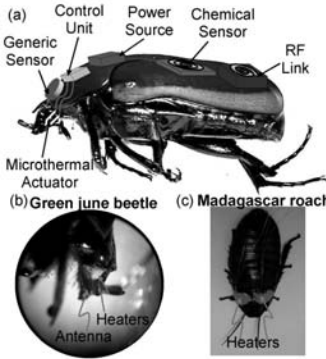 (a)
Control Unit
Power Source
Chemical Sensor
RF Link
Generic Sensor
Microthermal Actuator
(b) Green june beetle
(c) Madagascar roach
Heaters
Antenna
Heaters